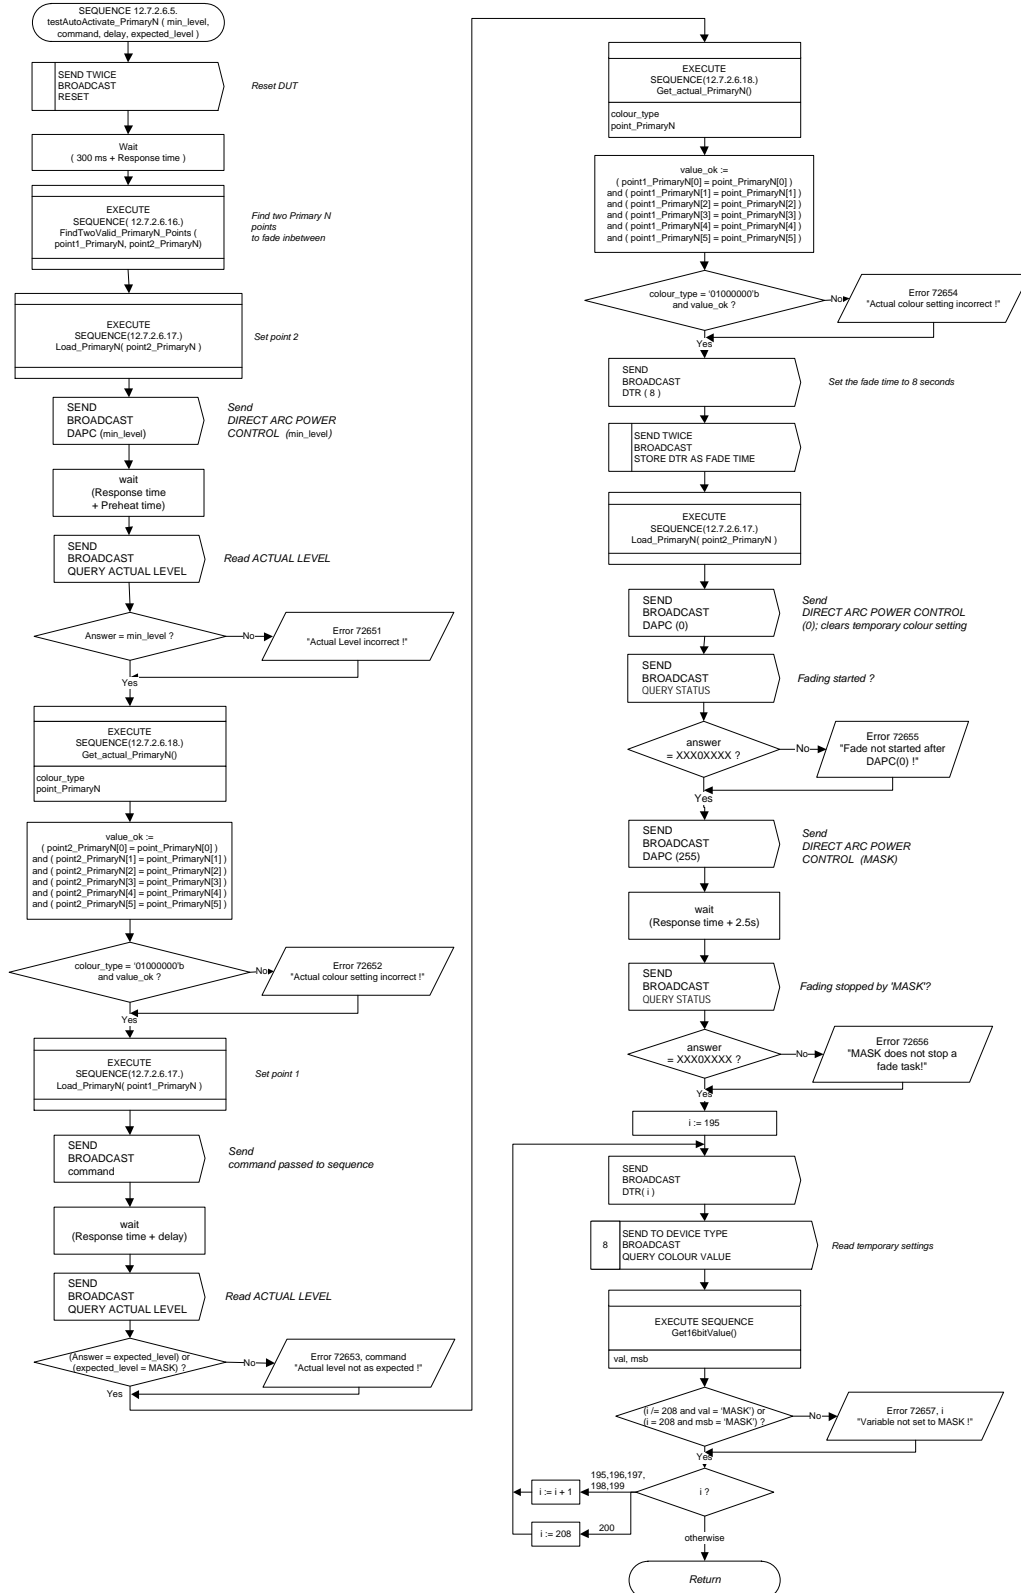 SEQUENCE 12.7.2.6.5.
testAutoActivate_PrimaryN ( min_level,
command, delay, expected_level )
SEND TWICE
BROADCAST
RESET
Reset DUT
Wait
( 300 ms + Response time )
EXECUTE
SEQUENCE( 12.7.2.6.16.)
FindTwoValid_PrimaryN_Points (
point1_PrimaryN, point2_PrimaryN)
Find two Primary N
points
to fade inbetween
EXECUTE
SEQUENCE(12.7.2.6.17.)
Load_PrimaryN( point2_PrimaryN )
Set point 2
SEND
BROADCAST
DAPC (min_level)
Send
DIRECT ARC POWER
CONTROL (min_level)
wait
(Response time
+ Preheat time)
SEND
BROADCAST
QUERY ACTUAL LEVEL
Read ACTUAL LEVEL
Answer = min_level ?
No
Error 72651
"Actual Level incorrect !"
Yes
EXECUTE
SEQUENCE(12.7.2.6.18.)
Get_actual_PrimaryN()
colour_type
point_PrimaryN
value_ok :=
( point2_PrimaryN[0] = point_PrimaryN[0] )
and ( point2_PrimaryN[1] = point_PrimaryN[1] )
and ( point2_PrimaryN[2] = point_PrimaryN[2] )
and ( point2_PrimaryN[3] = point_PrimaryN[3] )
and ( point2_PrimaryN[4] = point_PrimaryN[4] )
and ( point2_PrimaryN[5] = point_PrimaryN[5] )
colour_type = '01000000'b
and value_ok ?
No
Error 72652
"Actual colour setting incorrect !"
Yes
EXECUTE
SEQUENCE(12.7.2.6.17.)
Load_PrimaryN( point1_PrimaryN )
Set point 1
SEND
BROADCAST
command
Send
command passed to sequence
wait
(Response time + delay)
SEND
BROADCAST
QUERY ACTUAL LEVEL
Read ACTUAL LEVEL
(Answer = expected_level) or
(expected_level = MASK) ?
No
Error 72653, command
"Actual level not as expected !"
Yes
EXECUTE
SEQUENCE(12.7.2.6.18.)
Get_actual_PrimaryN()
colour_type
point_PrimaryN
value_ok :=
( point1_PrimaryN[0] = point_PrimaryN[0] )
and ( point1_PrimaryN[1] = point_PrimaryN[1] )
and ( point1_PrimaryN[2] = point_PrimaryN[2] )
and ( point1_PrimaryN[3] = point_PrimaryN[3] )
and ( point1_PrimaryN[4] = point_PrimaryN[4] )
and ( point1_PrimaryN[5] = point_PrimaryN[5] )
colour_type = '01000000'b
and value_ok ?
No
Error 72654
"Actual colour setting incorrect !"
Yes
SEND
BROADCAST
DTR ( 8 )
Set the fade time to 8 seconds
SEND TWICE
BROADCAST
STORE DTR AS FADE TIME
EXECUTE
SEQUENCE(12.7.2.6.17.)
Load_PrimaryN( point2_PrimaryN )
SEND
BROADCAST
DAPC (0)
Send
DIRECT ARC POWER CONTROL
(0); clears temporary colour setting
SEND
BROADCAST
QUERY STATUS
Fading started ?
answer
= XXX0XXXX ?
No
Error 72655
"Fade not started after
DAPC(0) !"
Yes
SEND
BROADCAST
DAPC (255)
Send
DIRECT ARC POWER
CONTROL (MASK)
wait
(Response time + 2.5s)
SEND
BROADCAST
QUERY STATUS
Fading stopped by 'MASK'?
answer
= XXX0XXXX ?
No
Error 72656
"MASK does not stop a
fade task!"
Yes
i := 195
SEND
BROADCAST
DTR( i )
8
SEND TO DEVICE TYPE
BROADCAST
QUERY COLOUR VALUE
Read temporary settings
EXECUTE SEQUENCE
Get16bitValue()
val, msb
(i /= 208 and val = 'MASK') or
(i = 208 and msb = 'MASK') ?
No
Error 72657, i
"Variable not set to MASK !"
Yes
i ?
195,196,197,
198,199
i := i + 1
200
i := 208
otherwise
Return